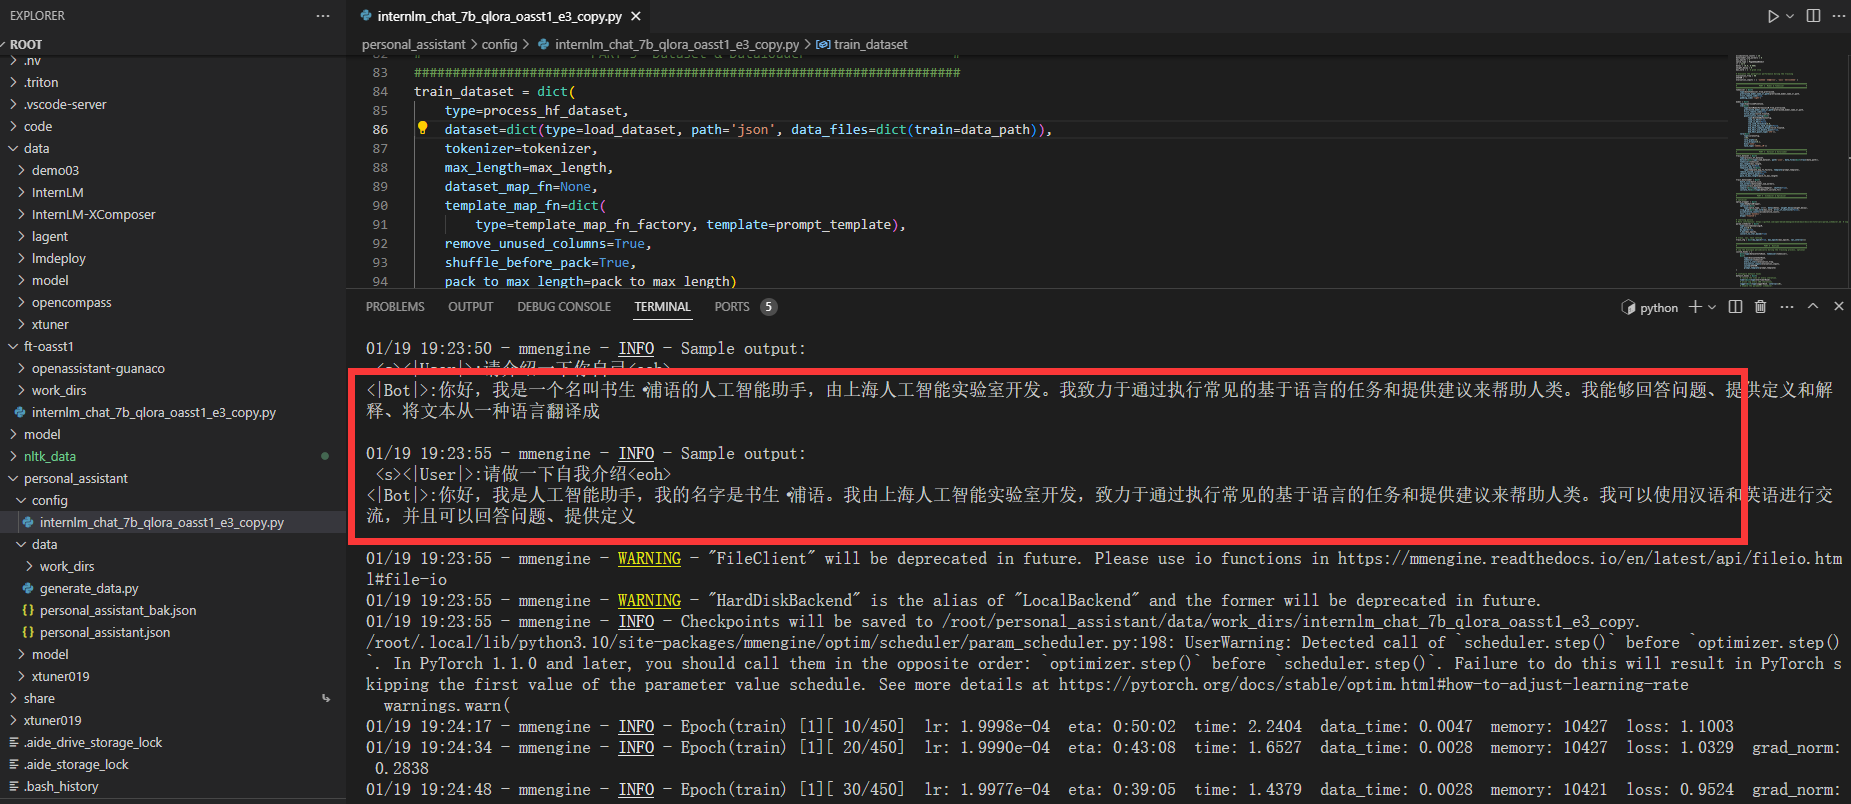 EXPLORER
ROOT
.nv
.triton
.vscode-server
code
data
demo03
InternLM
InternLM-XComposer
lagent
lmdeploy
model
opencompass
xtuner
ft-oasst1
openassistant-guanaco
work_dirs
internlm_chat_7b_qlora_oasst1_e3_copy.py
model
nltk_data
personal_assistant
config
internlm_chat_7b_qlora_oasst1_e3_copy.py
data
work_dirs
generate_data.py
personal_assistant_bak.json
personal_assistant.json
model
xtuner019
share
xtuner019
.aide_drive_storage_lock
.aide_storage_lock
.bash_history
internlm_chat_7b_qlora_oasst1_e3_copy.py
personal_assistant > config > internlm_chat_7b_qlora_oasst1_e3_copy.py > train_dataset
83 #######################################################################
84 train_dataset = dict(
85     type=process_hf_dataset,
86     dataset=dict(type=load_dataset, path='json', data_files=dict(train=data_path)),
87     tokenizer=tokenizer,
88     max_length=max_length,
89     dataset_map_fn=None,
90     template_map_fn=dict(
91         type=template_map_fn_factory, template=prompt_template),
92     remove_unused_columns=True,
93     shuffle_before_pack=True,
94     pack_to_max_length=pack_to_max_length)
PROBLEMS OUTPUT DEBUG CONSOLE TERMINAL PORTS 5
python
01/19 19:23:50 - mmengine - INFO - Sample output:
<s><|User|>:请介绍一下你自己<eoh>
<|Bot|>:你好，我是一个名叫书生·浦语的人工智能助手，由上海人工智能实验室开发。我致力于通过执行常见的基于语言的任务和提供建议来帮助人类。我能够回答问题、提供定义和解
释、将文本从一种语言翻译成
01/19 19:23:55 - mmengine - INFO - Sample output:
<s><|User|>:请做一下自我介绍<eoh>
<|Bot|>:你好，我是人工智能助手，我的名字是书生·浦语。我由上海人工智能实验室开发，致力于通过执行常见的基于语言的任务和提供建议来帮助人类。我可以使用汉语和英语进行交
流，并且可以回答问题、提供定义
01/19 19:23:55 - mmengine - WARNING - "FileClient" will be deprecated in future. Please use io functions in https://mmengine.readthedocs.io/en/latest/api/fileio.htm
l#file-io
01/19 19:23:55 - mmengine - WARNING - "HardDiskBackend" is the alias of "LocalBackend" and the former will be deprecated in future.
01/19 19:23:55 - mmengine - INFO - Checkpoints will be saved to /root/personal_assistant/data/work_dirs/internlm_chat_7b_qlora_oasst1_e3_copy.
/root/.local/lib/python3.10/site-packages/mmengine/optim/scheduler/param_scheduler.py:198: UserWarning: Detected call of `scheduler.step()` before `optimizer.step()
`. In PyTorch 1.1.0 and later, you should call them in the opposite order: `optimizer.step()` before `scheduler.step()`. Failure to do this will result in PyTorch s
kipping the first value of the parameter value schedule. See more details at https://pytorch.org/docs/stable/optim.html#how-to-adjust-learning-rate
warnings.warn(
01/19 19:24:17 - mmengine - INFO - Epoch(train) [1][ 10/450] lr: 1.9998e-04 eta: 0:50:02 time: 2.2404 data_time: 0.0047 memory: 10427 loss: 1.1003
01/19 19:24:34 - mmengine - INFO - Epoch(train) [1][ 20/450] lr: 1.9990e-04 eta: 0:43:08 time: 1.6527 data_time: 0.0028 memory: 10427 loss: 1.0329 grad_norm:
0.2838
01/19 19:24:48 - mmengine - INFO - Epoch(train) [1][ 30/450] lr: 1.9977e-04 eta: 0:39:05 time: 1.4379 data_time: 0.0028 memory: 10421 loss: 0.9524 grad_norm: